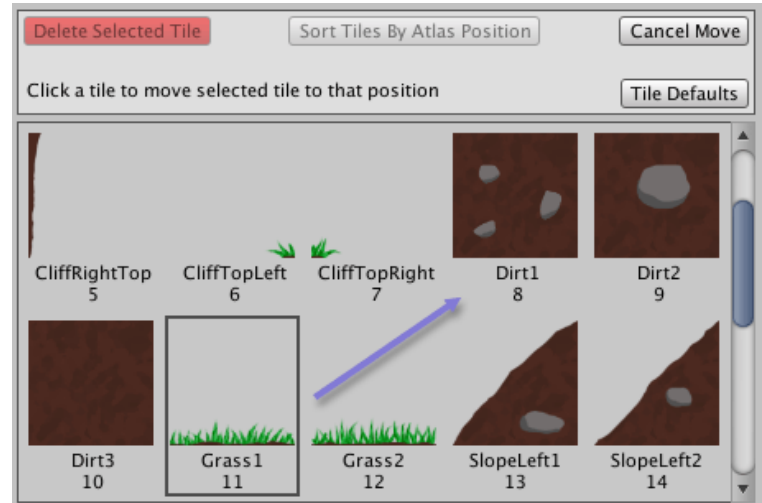 Delete Selected Tile
Sort Tiles By Atlas Position
Cancel Move
Click a tile to move selected tile to that position
Tile Defaults
CliffRightTop
5
CliffTopLeft
6
CliffTopRight
7
Dirt1
8
Dirt2
9
Dirt3
10
Grass1
11
Grass2
12
SlopeLeft1
13
SlopeLeft2
14